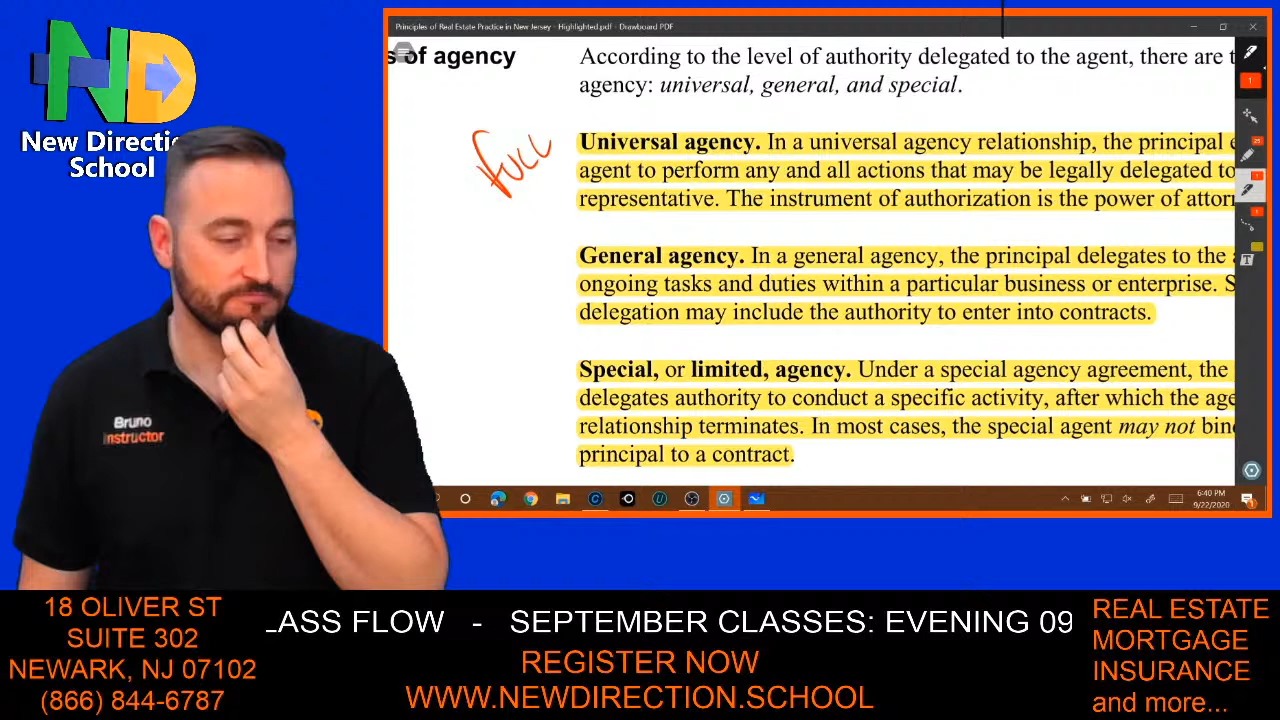 Principles of Real Estate Practice in New Jersey - Highlighted.pdf - Drawboard PDF
s of agency
According to the level of authority delegated to the agent, there are t
agency: universal, general, and special.
Universal agency. In a universal agency relationship, the principal e
agent to perform any and all actions that may be legally delegated to
representative. The instrument of authorization is the power of attor
General agency. In a general agency, the principal delegates to the a
ongoing tasks and duties within a particular business or enterprise. S
delegation may include the authority to enter into contracts.
Special, or limited, agency. Under a special agency agreement, the
delegates authority to conduct a specific activity, after which the age
relationship terminates. In most cases, the special agent may not bind
principal to a contract.
FULL
ND
New Direction
School
Bruno
Instructor
6:40 PM
9/22/2020
18 OLIVER ST
SUITE 302
NEWARK, NJ 07102
(866) 844-6787
LASS FLOW - SEPTEMBER CLASSES: EVENING 09
REGISTER NOW
WWW.NEWDIRECTION.SCHOOL
REAL ESTATE
MORTGAGE
INSURANCE
and more...